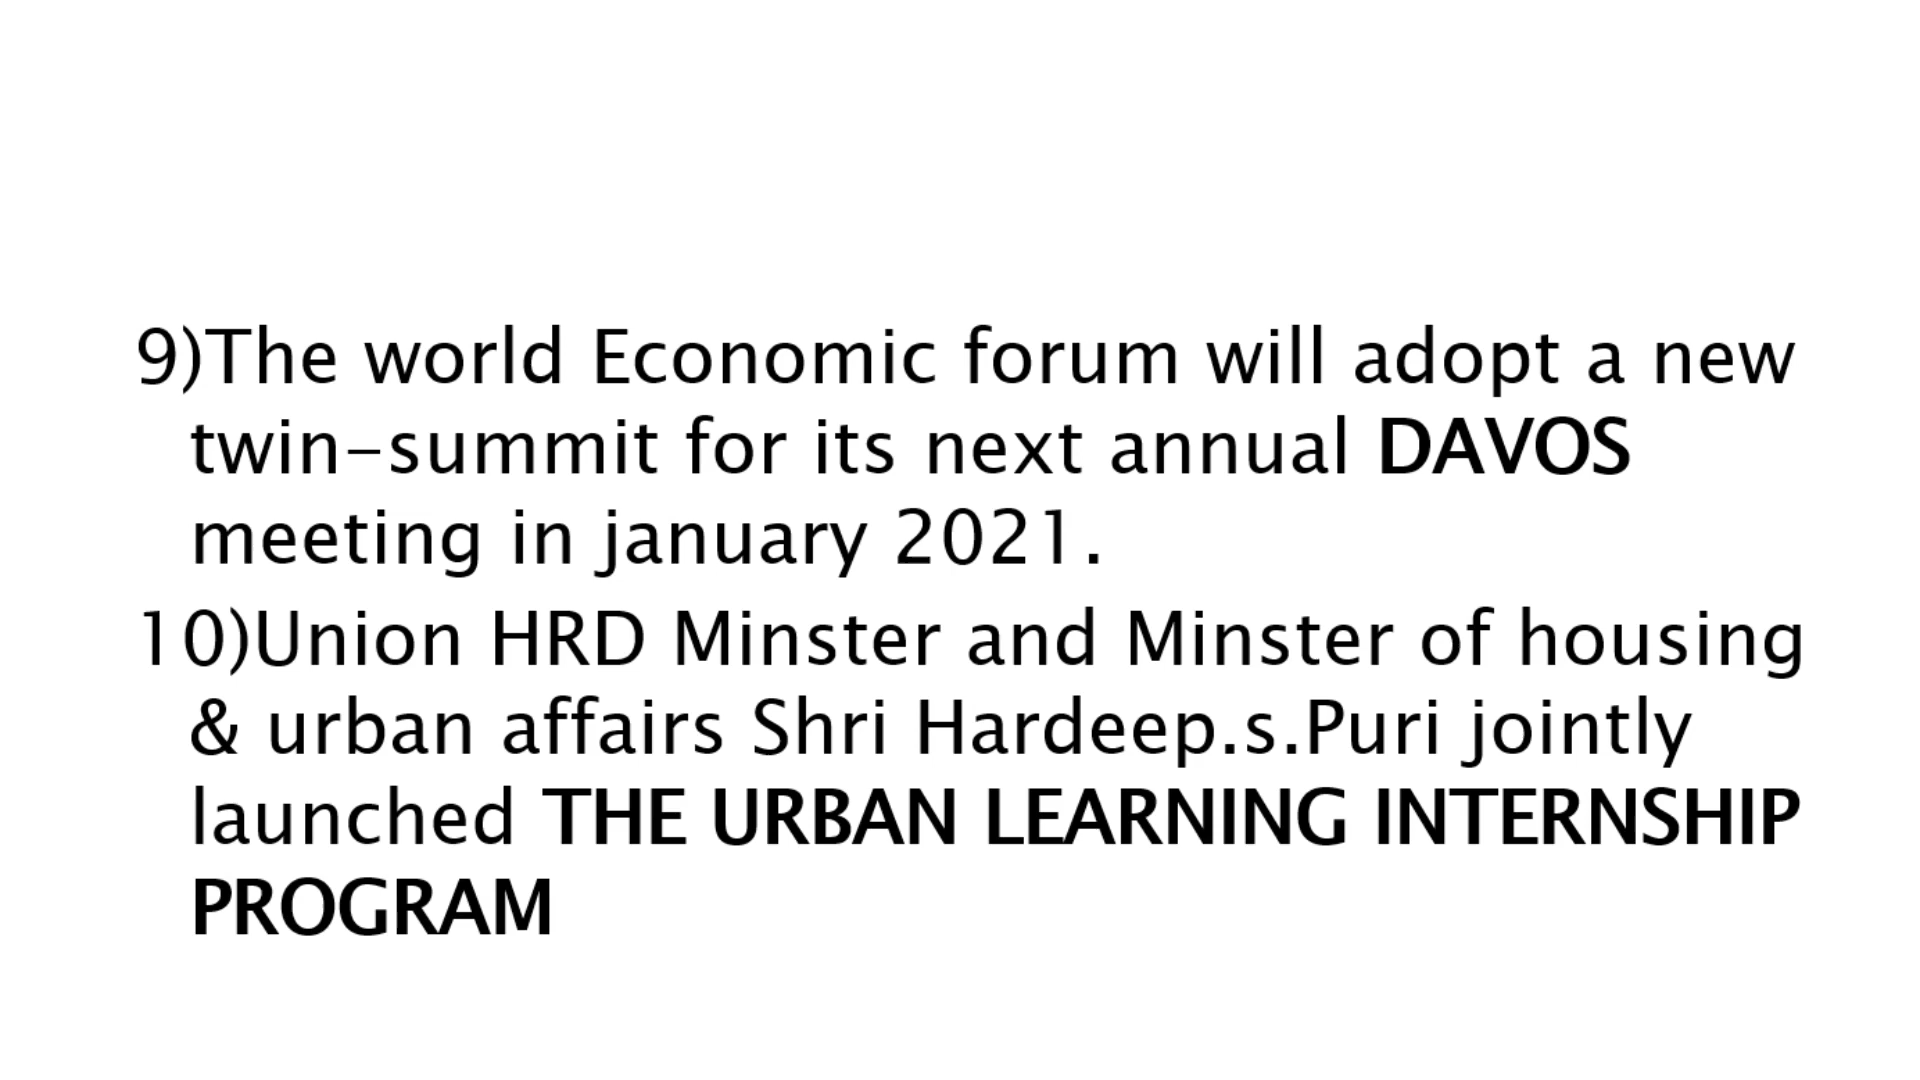 9)The world Economic forum will adopt a new
twin-summit for its next annual DAVOS
meeting in january 2021.
10)Union HRD Minster and Minster of housing
& urban affairs Shri Hardeep.s.Puri jointly
launched THE URBAN LEARNING INTERNSHIP
PROGRAM